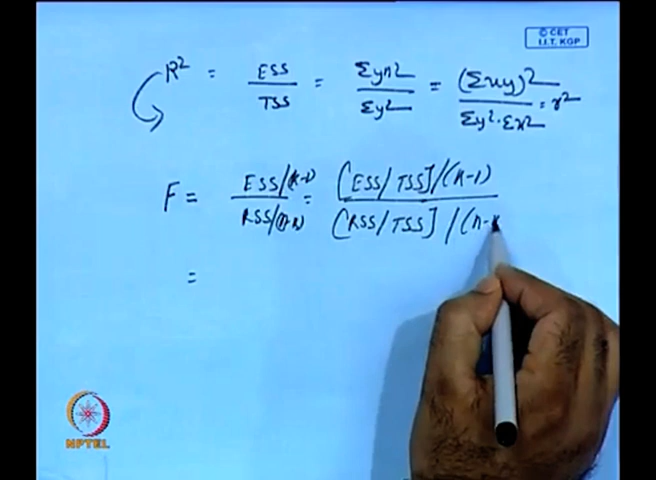 © CET
I.I.T. KGP
R² = ESS/TSS = Σyn²/Σy² = (Σxy)²/Σy²·Σx² = r²
F = ESS/(k-1)/RSS/(n-k) = [ESS/TSS]/(k-1)/[RSS/TSS]/(n-k
=
NPTEL